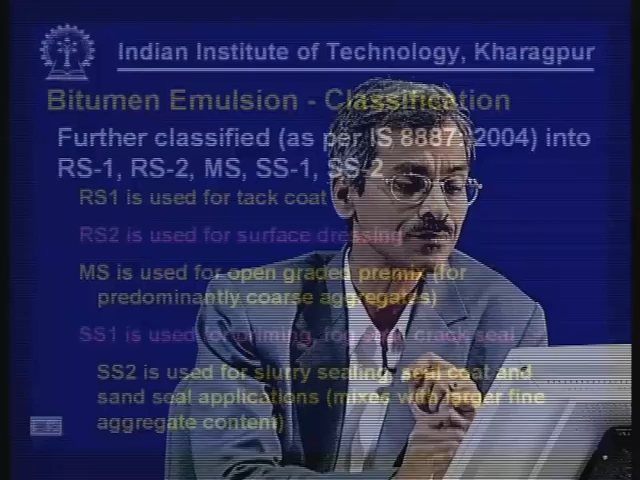 Indian Institute of Technology, Kharagpur
Bitumen Emulsion - Classification
Further classified (as per IS 8887: 2004) into
RS-1, RS-2, MS, SS-1, SS-2
RS1 is used for tack coat
RS2 is used for surface dressing
MS is used for open graded premix (for
predominantly coarse aggregates)
SS1 is used for priming, fog seal, crack seal
SS2 is used for slurry sealing, seal coat and
sand seal applications (mixes with larger fine
aggregate content)